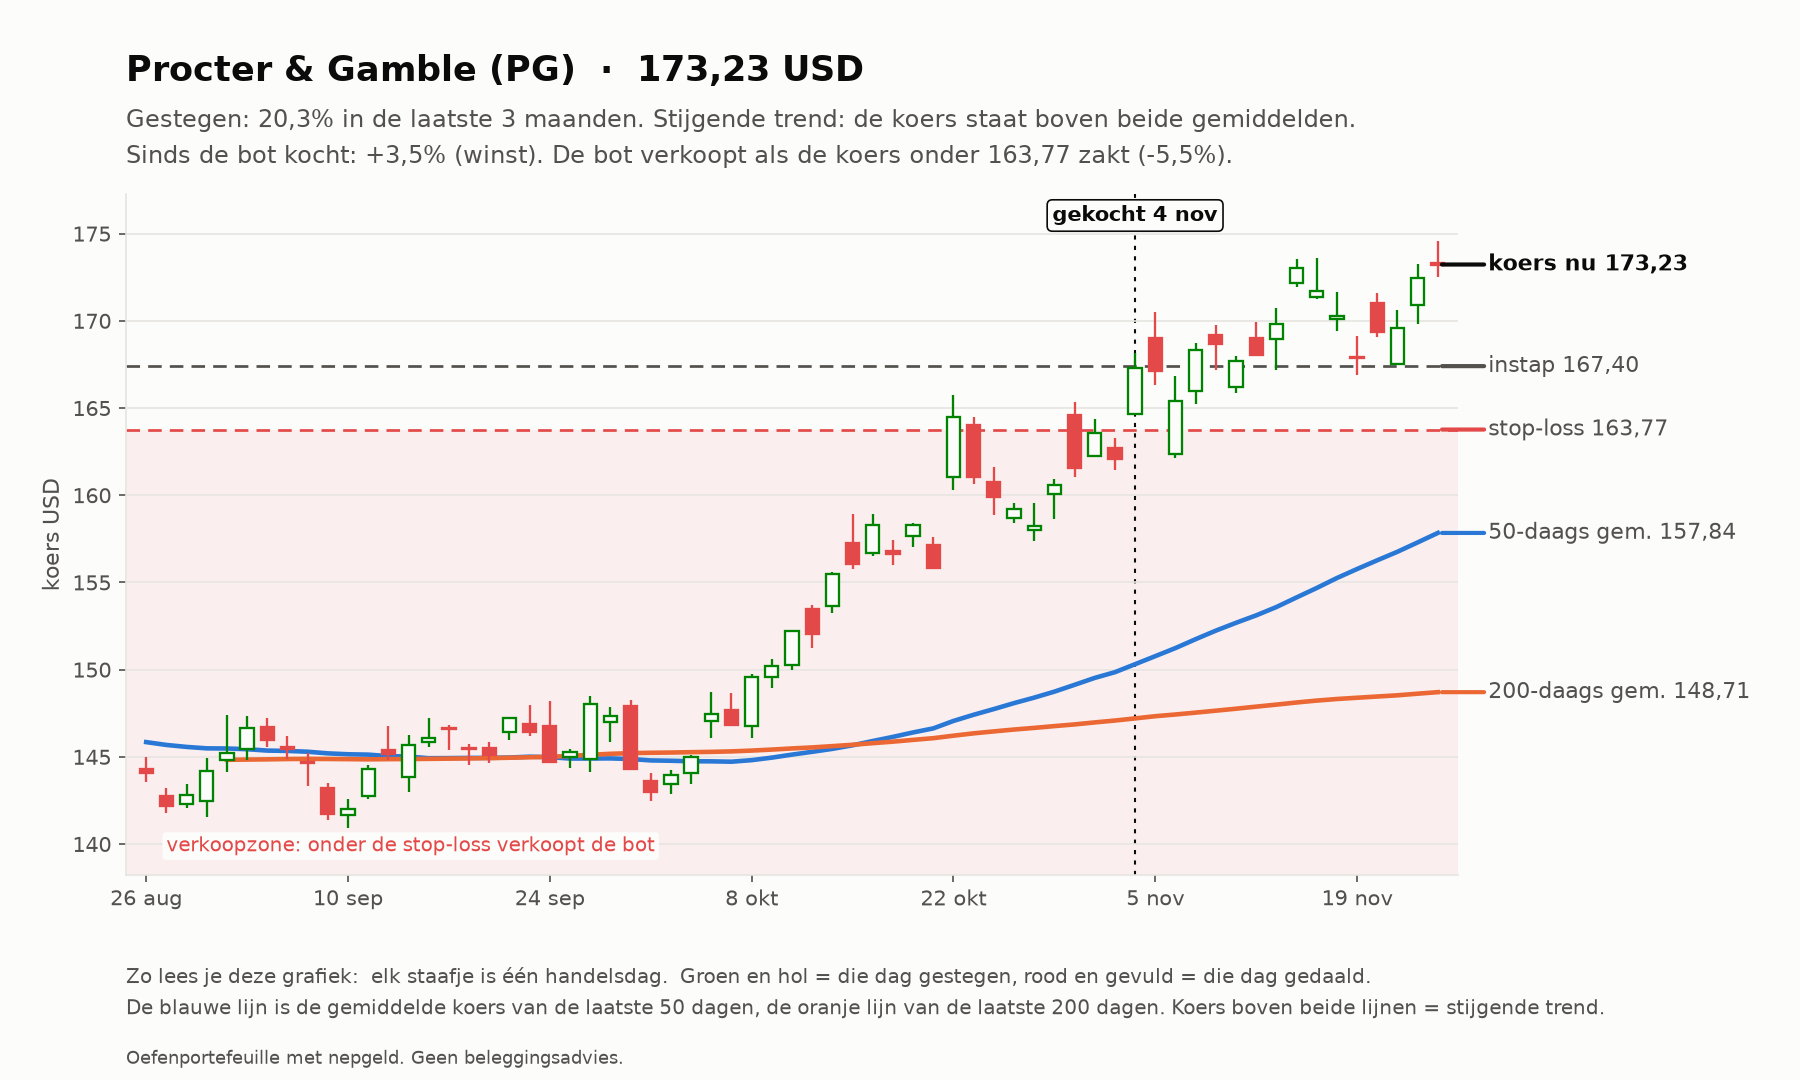 Procter & Gamble (PG)  ·  173,23 USD
Gestegen: 20,3% in de laatste 3 maanden. Stijgende trend: de koers staat boven beide gemiddelden.
Sinds de bot kocht: +3,5% (winst). De bot verkoopt als de koers onder 163,77 zakt (-5,5%).
gekocht 4 nov
175
170
165
160
155
150
145
140
koers USD
koers nu 173,23
instap 167,40
stop-loss 163,77
50-daags gem. 157,84
200-daags gem. 148,71
verkoopzone: onder de stop-loss verkoopt de bot
26 aug
10 sep
24 sep
8 okt
22 okt
5 nov
19 nov
Zo lees je deze grafiek:  elk staafje is één handelsdag.  Groen en hol = die dag gestegen, rood en gevuld = die dag gedaald.
De blauwe lijn is de gemiddelde koers van de laatste 50 dagen, de oranje lijn van de laatste 200 dagen. Koers boven beide lijnen = stijgende trend.
Oefenportefeuille met nepgeld. Geen beleggingsadvies.